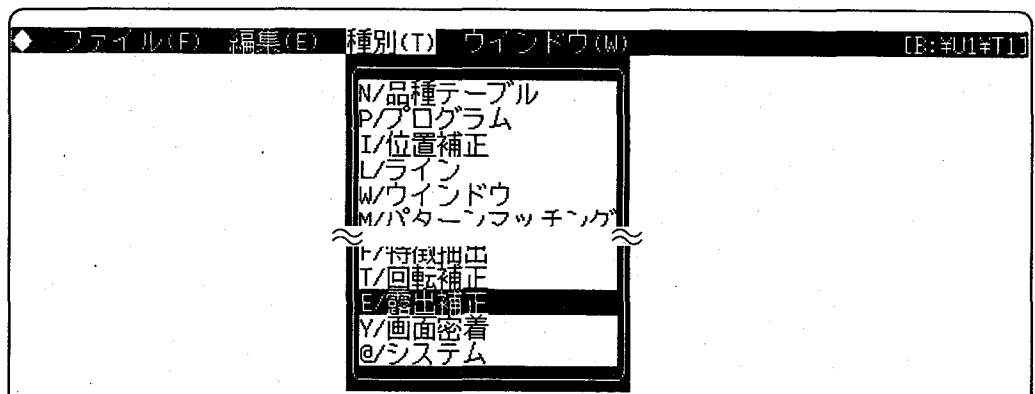 ファイル(F) 編集(E) 種別(T) ウインドウ(W) [B:¥U1¥T1]
N/品種テーブル
P/プログラム
I/位置補正
L/ライン
W/ウインドウ
M/パターンマッチング
F/特徴抽出
T/回転補正
E/露出補正
Y/画面密着
@/システム